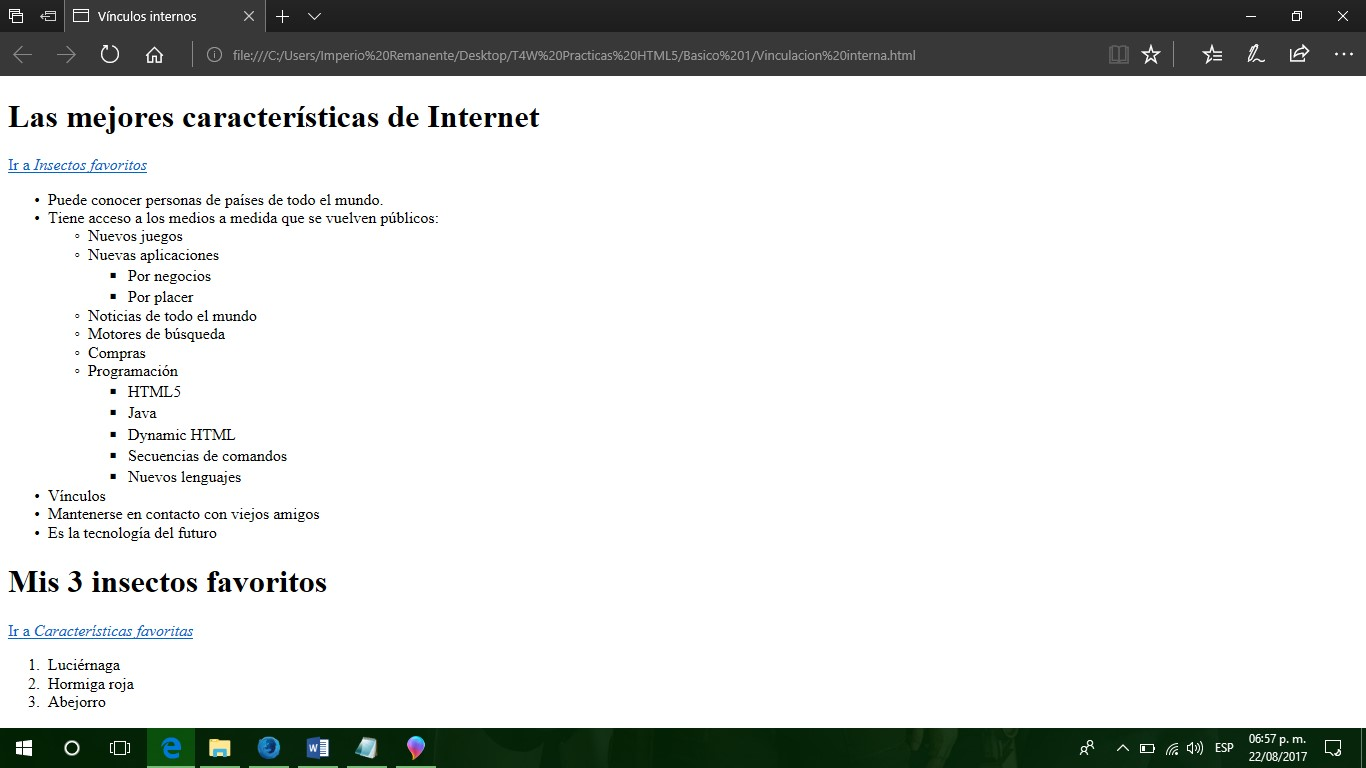 Vínculos internos
file:///C:/Users/Imperio%20Remanente/Desktop/T4W%20Practicas%20HTML5/Basico%201/Vinculacion%20interna.html
Las mejores características de Internet
Ir a Insectos favoritos
• Puede conocer personas de países de todo el mundo.
• Tiene acceso a los medios a medida que se vuelven públicos:
◦ Nuevos juegos
◦ Nuevas aplicaciones
▪ Por negocios
▪ Por placer
◦ Noticias de todo el mundo
◦ Motores de búsqueda
◦ Compras
◦ Programación
▪ HTML5
▪ Java
▪ Dynamic HTML
▪ Secuencias de comandos
▪ Nuevos lenguajes
• Vínculos
• Mantenerse en contacto con viejos amigos
• Es la tecnología del futuro
Mis 3 insectos favoritos
Ir a Características favoritas
1. Luciérnaga
2. Hormiga roja
3. Abejorro
ESP
06:57 p. m.
22/08/2017